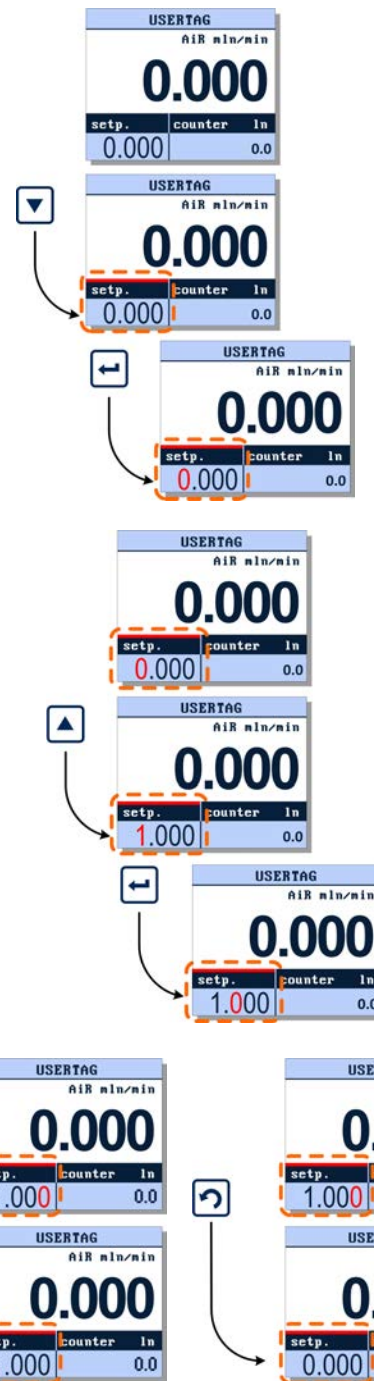 USERTAG
AiR mln/min
0.000
setp. counter ln
0.000 0.0
USERTAG
AiR mln/min
0.000
setp. counter ln
0.000 0.0
USERTAG
AiR mln/min
0.000
setp. counter ln
0.000 0.0
USERTAG
AiR mln/min
0.000
setp. counter ln
0.000 0.0
USERTAG
AiR mln/min
0.000
setp. counter ln
1.000 0.0
USERTAG
AiR mln/min
0.000
setp. counter ln
1.000 0.0
USERTAG
AiR mln/min
0.000
counter ln
.000 0.0
USERTAG
AiR mln/min
0.000
counter ln
.000 0.0
setp.
1.000
setp.
0.000